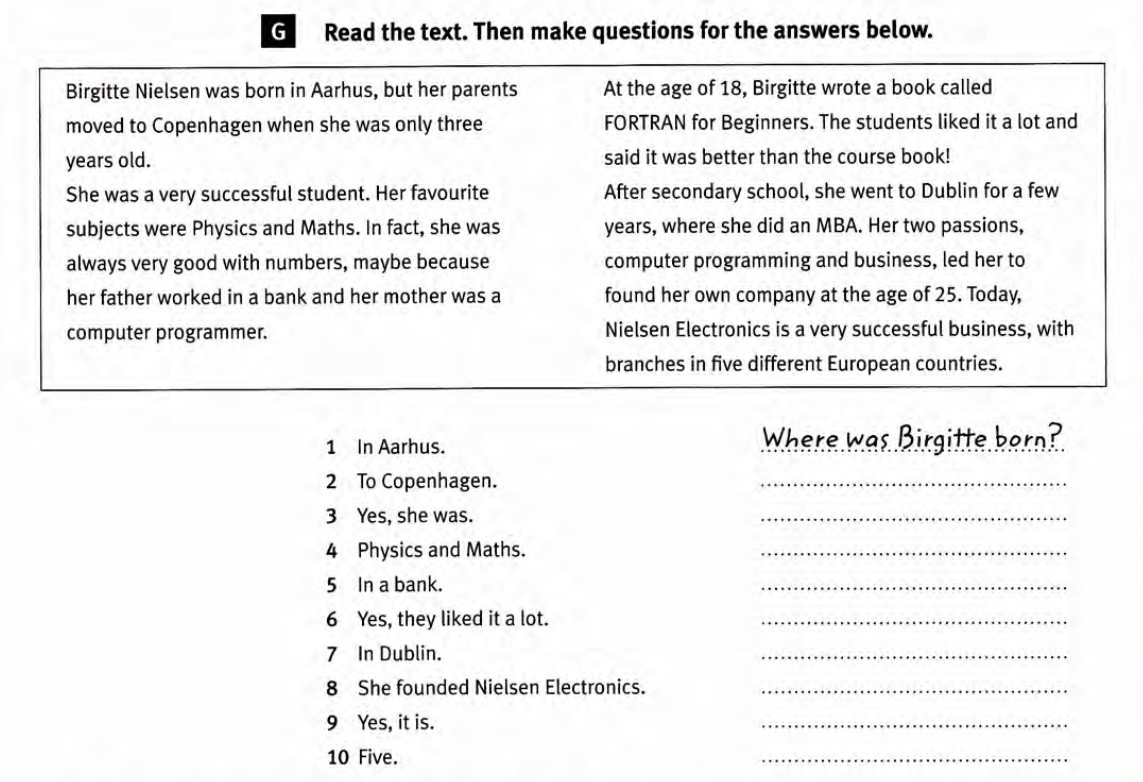 G Read the text. Then make questions for the answers below.
Birgitte Nielsen was born in Aarhus, but her parents
moved to Copenhagen when she was only three
years old.
She was a very successful student. Her favourite
subjects were Physics and Maths. In fact, she was
always very good with numbers, maybe because
her father worked in a bank and her mother was a
computer programmer.
At the age of 18, Birgitte wrote a book called
FORTRAN for Beginners. The students liked it a lot and
said it was better than the course book!
After secondary school, she went to Dublin for a few
years, where she did an MBA. Her two passions,
computer programming and business, led her to
found her own company at the age of 25. Today,
Nielsen Electronics is a very successful business, with
branches in five different European countries.
1 In Aarhus. Where was Birgitte born?
2 To Copenhagen.
3 Yes, she was.
4 Physics and Maths.
5 In a bank.
6 Yes, they liked it a lot.
7 In Dublin.
8 She founded Nielsen Electronics.
9 Yes, it is.
10 Five.